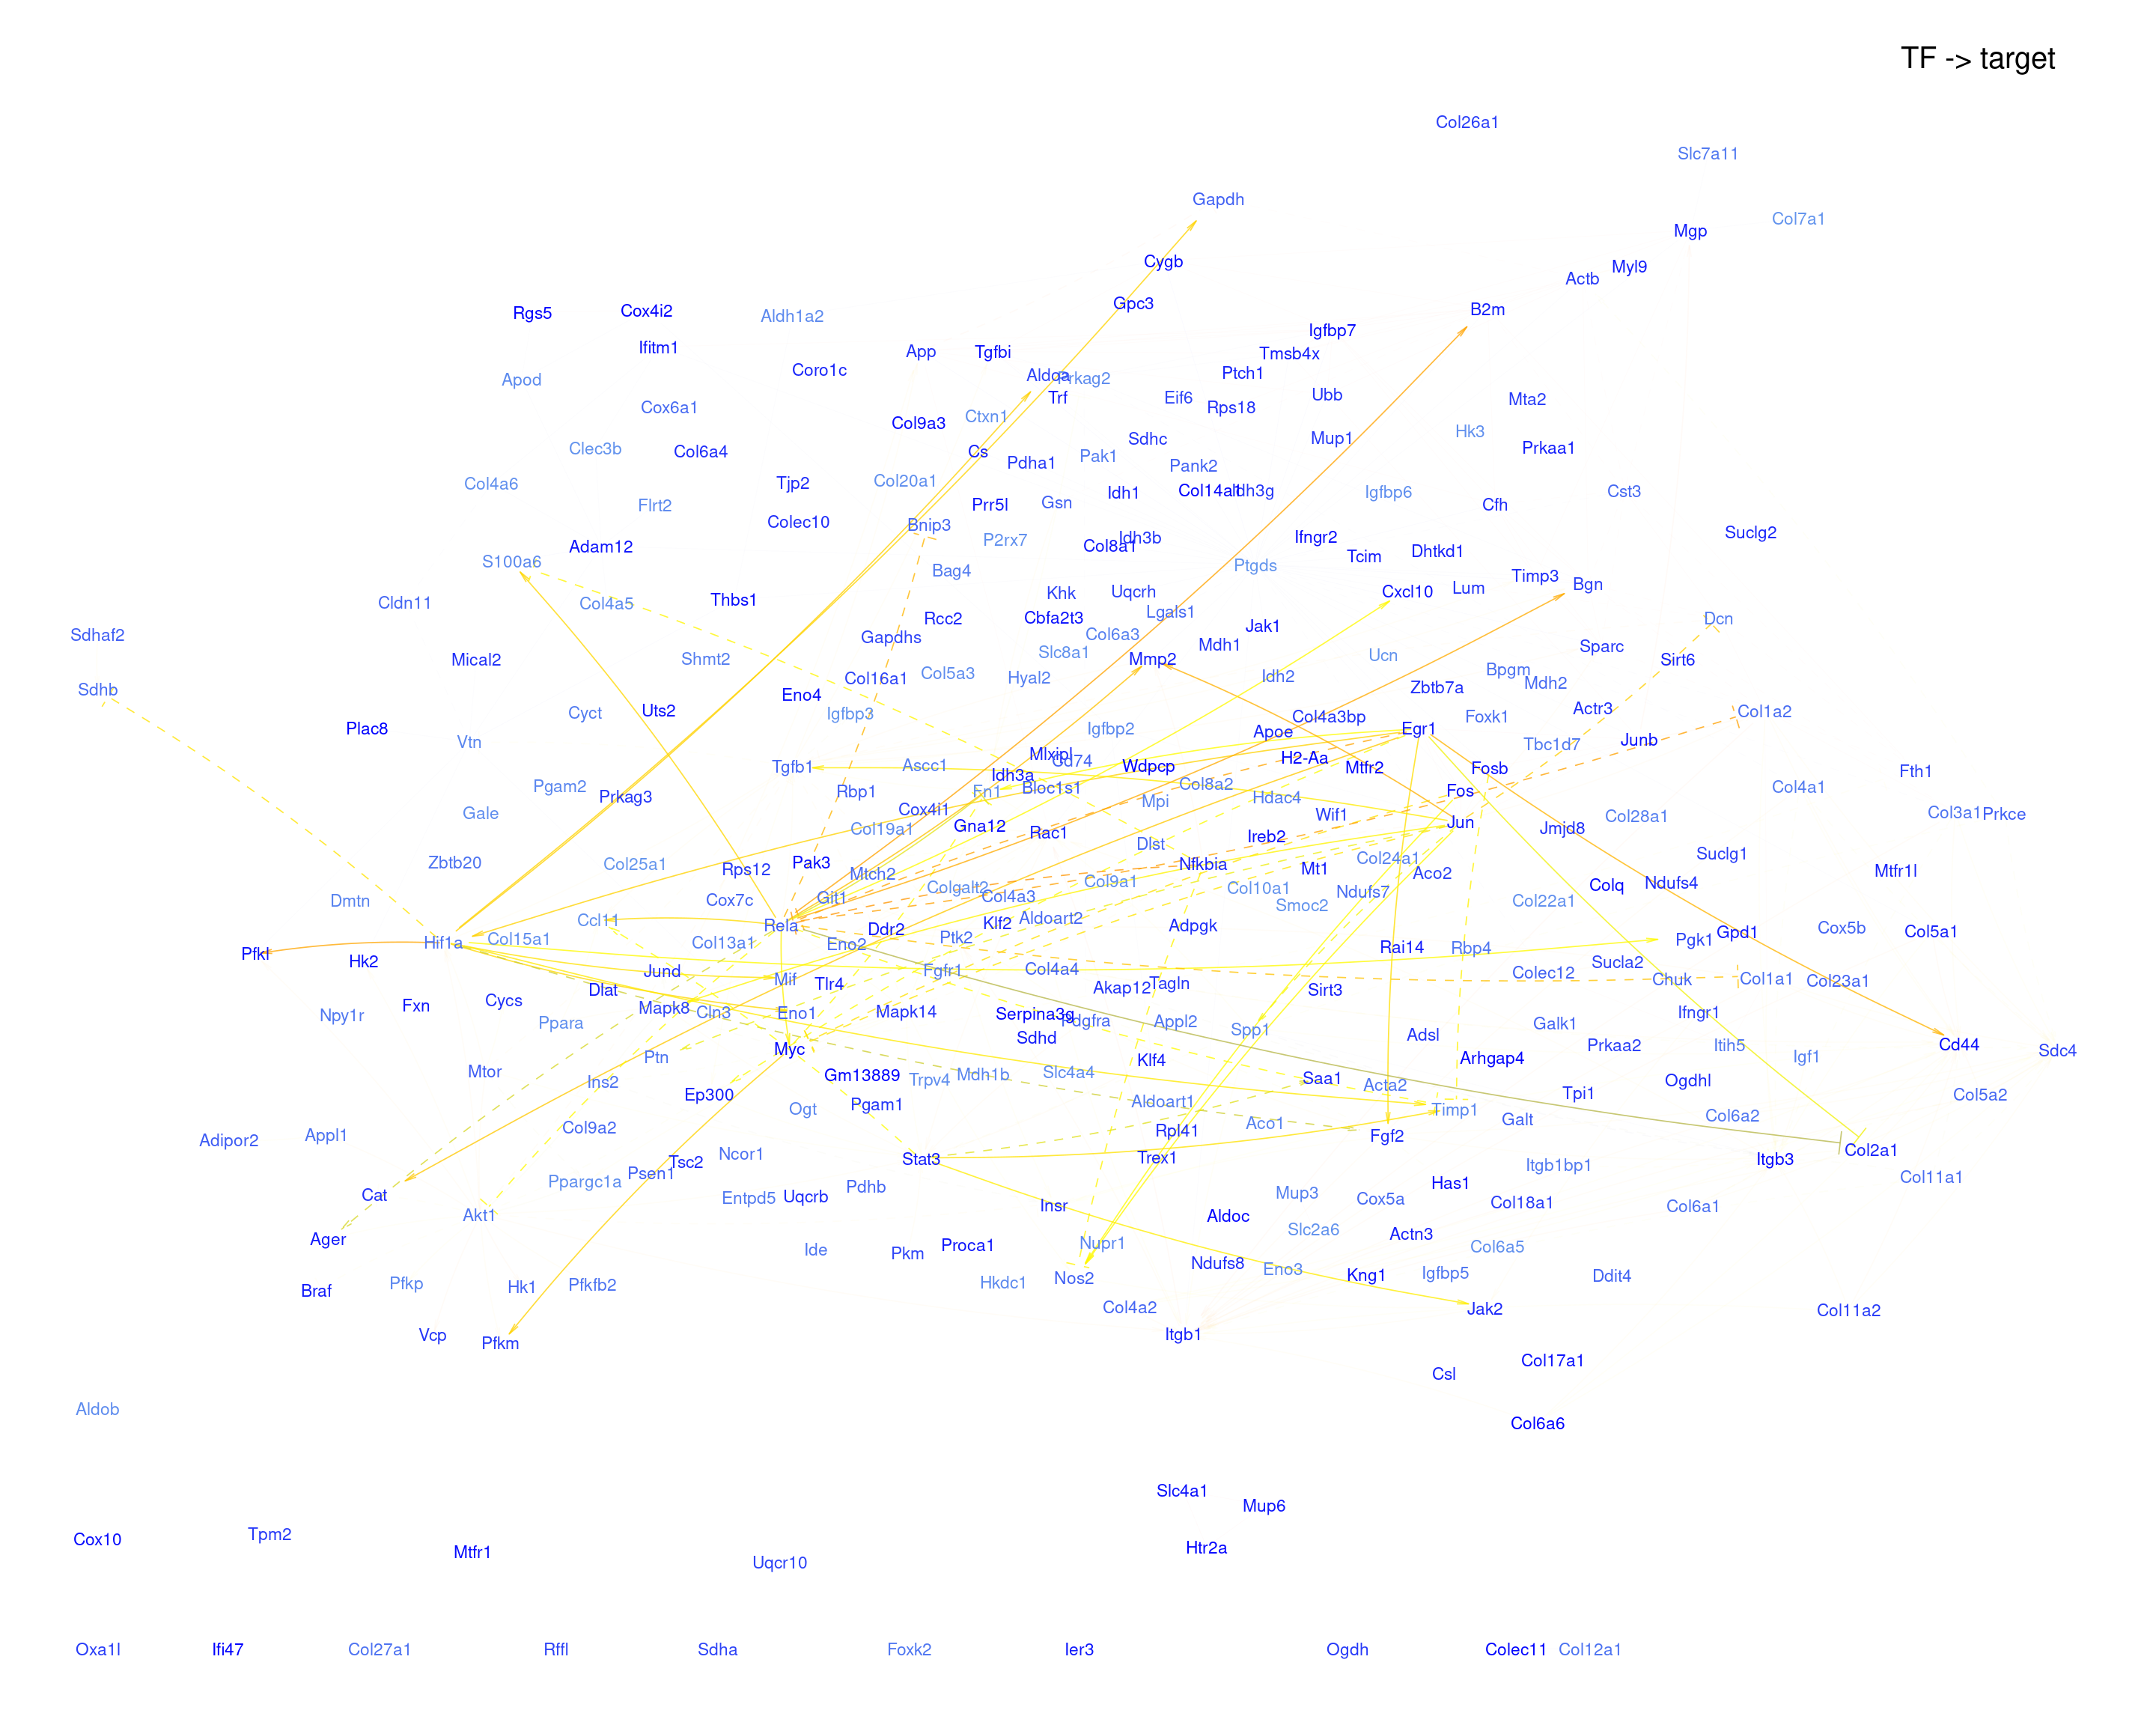 TF -> target
Col26a1
Slc7a11
Gapdh
Col7a1
Mgp
Cygb
Myl9
Actb
Gpc3
B2m
Rgs5
Cox4i2
Aldh1a2
Igfbp7
Ifitm1
App
Tgfbi
Tmsb4x
Coro1c
Ptch1
Apod
Aldoa
Prkag2
Trf
Eif6
Ubb
Mta2
Cox6a1
Rps18
Ctxn1
Col9a3
Hk3
Sdhc
Mup1
Clec3b
Col6a4
Cs
Prkaa1
Pak1
Pdha1
Pank2
Col4a6
Tjp2
Col20a1
Idh1
Col14a1
Idh3g
Igfbp6
Cst3
Flrt2
Prr5l
Gsn
Cfh
Colec10
Bnip3
Suclg2
Adam12
P2rx7
Idh3b
Col8a1
Ifngr2
Tcim
Dhtkd1
S100a6
Bag4
Ptgds
Timp3
Bgn
Cldn11
Col4a5
Thbs1
Khk
Uqcrh
Cxcl10
Lum
Rcc2
Cbfa2t3
Lgals1
Dcn
Sdhaf2
Gapdhs
Col6a3
Jak1
Mical2
Shmt2
Slc8a1
Mmp2
Mdh1
Ucn
Sparc
Sirt6
Sdhb
Col16a1
Col5a3
Hyal2
Idh2
Bpgm
Mdh2
Eno4
Zbtb7a
Cyct
Uts2
Igfbp3
Col4a3bp
Foxk1
Actr3
Col1a2
Plac8
Igfbp2
Apoe
Egr1
Vtn
Tbc1d7
Junb
Tgfb1
Ascc1
Mlxipl
Cd74
Wdpcp
H2-Aa
Mtfr2
Fosb
Fth1
Idh3a
Pgam2
Prkag3
Rbp1
Fn1
Bloc1s1
Col8a2
Fos
Col4a1
Gale
Cox4i1
Mpi
Hdac4
Wif1
Col28a1
Col3a1
Prkce
Col19a1
Gna12
Rac1
Ireb2
Jun
Jmjd8
Dlst
Zbtb20
Col25a1
Rps12
Pak3
Mtch2
Nfkbia
Mt1
Col24a1
Aco2
Suclg1
Mtfr1l
Dmtn
Cox7c
Git1
Colgalt2
Col4a3
Col9a1
Col10a1
Ndufs7
Colq
Ndufs4
Smoc2
Col22a1
Ccl11
Rela
Ddr2
Klf2
Aldoart2
Adpgk
Cox5b
Col5a1
Hif1a
Col15a1
Col13a1
Eno2
Ptk2
Rai14
Rbp4
Pgk1
Gpd1
Pfkl
Hk2
Jund
Mif
Tlr4
Fgfr1
Col4a4
Akap12
Tagln
Sirt3
Colec12
Sucla2
Chuk
Col1a1
Col23a1
Dlat
Fxn
Cycs
Mapk8
Cln3
Eno1
Mapk14
Serpina3g
Pdgfra
Appl2
Spp1
Ifngr1
Npy1r
Ppara
Sdhd
Adsl
Galk1
Ptn
Myc
Klf4
Arhgap4
Prkaa2
Itih5
Igf1
Cd44
Sdc4
Mtor
Ins2
Ep300
Gm13889
Trpv4
Mdh1b
Slc4a4
Saa1
Acta2
Ogdhl
Ogt
Pgam1
Aldoart1
Timp1
Tpi1
Col5a2
Adipor2
Appl1
Col9a2
Rpl41
Aco1
Fgf2
Galt
Col6a2
Ncor1
Stat3
Trex1
Itgb1bp1
Itgb3
Col2a1
Tsc2
Psen1
Ppargc1a
Cat
Entpd5
Uqcrb
Pdhb
Mup3
Cox5a
Has1
Col11a1
Akt1
Insr
Aldoc
Col18a1
Col6a1
Ager
Ide
Pkm
Proca1
Nupr1
Slc2a6
Actn3
Col6a5
Braf
Pfkp
Hk1
Pfkfb2
Hkdc1
Nos2
Ndufs8
Eno3
Kng1
Igfbp5
Ddit4
Col4a2
Jak2
Col11a2
Vcp
Pfkm
Itgb1
Csl
Col17a1
Aldob
Col6a6
Slc4a1
Mup6
Cox10
Tpm2
Mtfr1
Htr2a
Uqcr10
Oxa1l
Ifi47
Col27a1
Rffl
Sdha
Foxk2
Ier3
Ogdh
Colec11
Col12a1